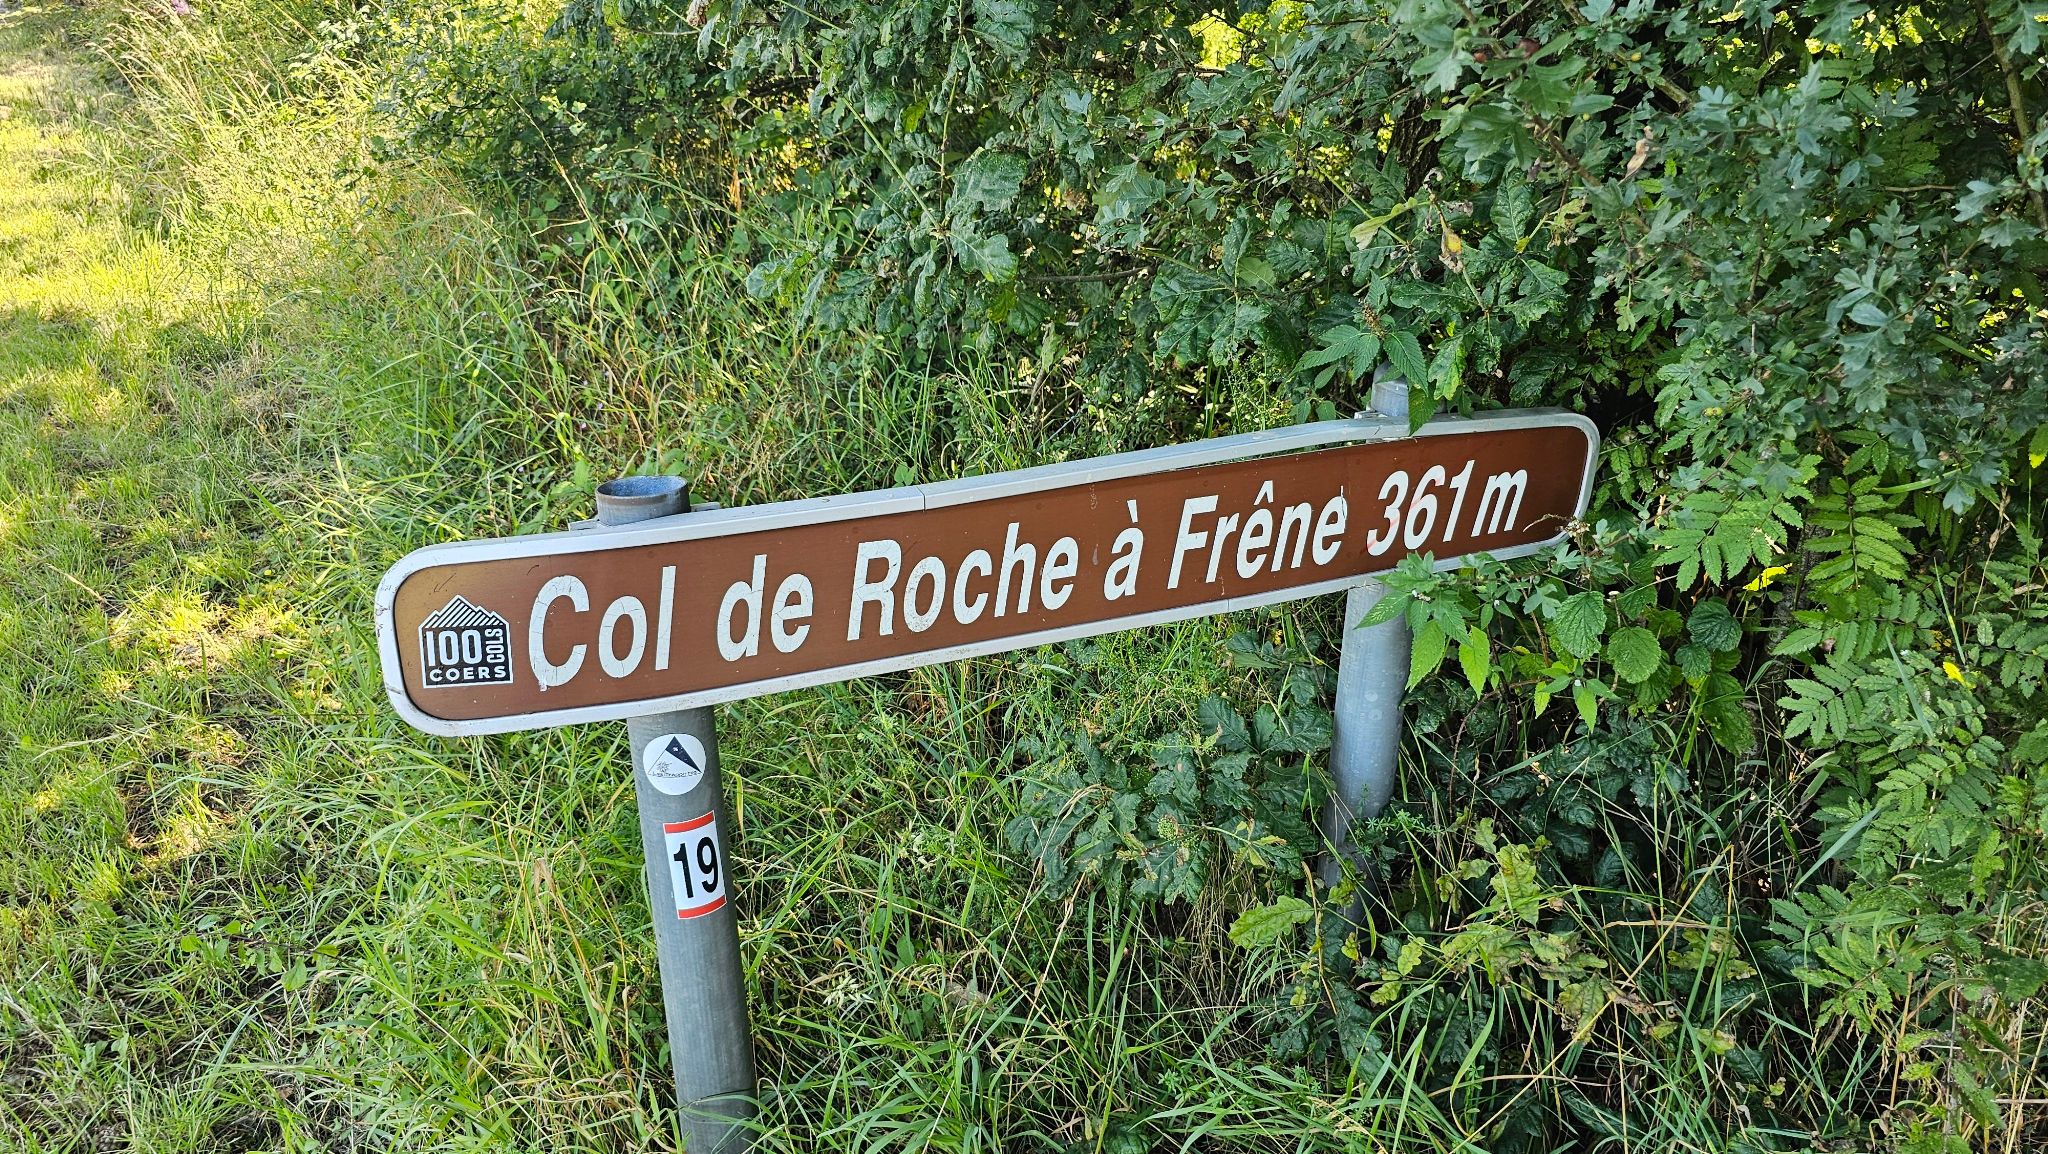 Col de Roche à Frêne 361m
100
COLS
COERS
19